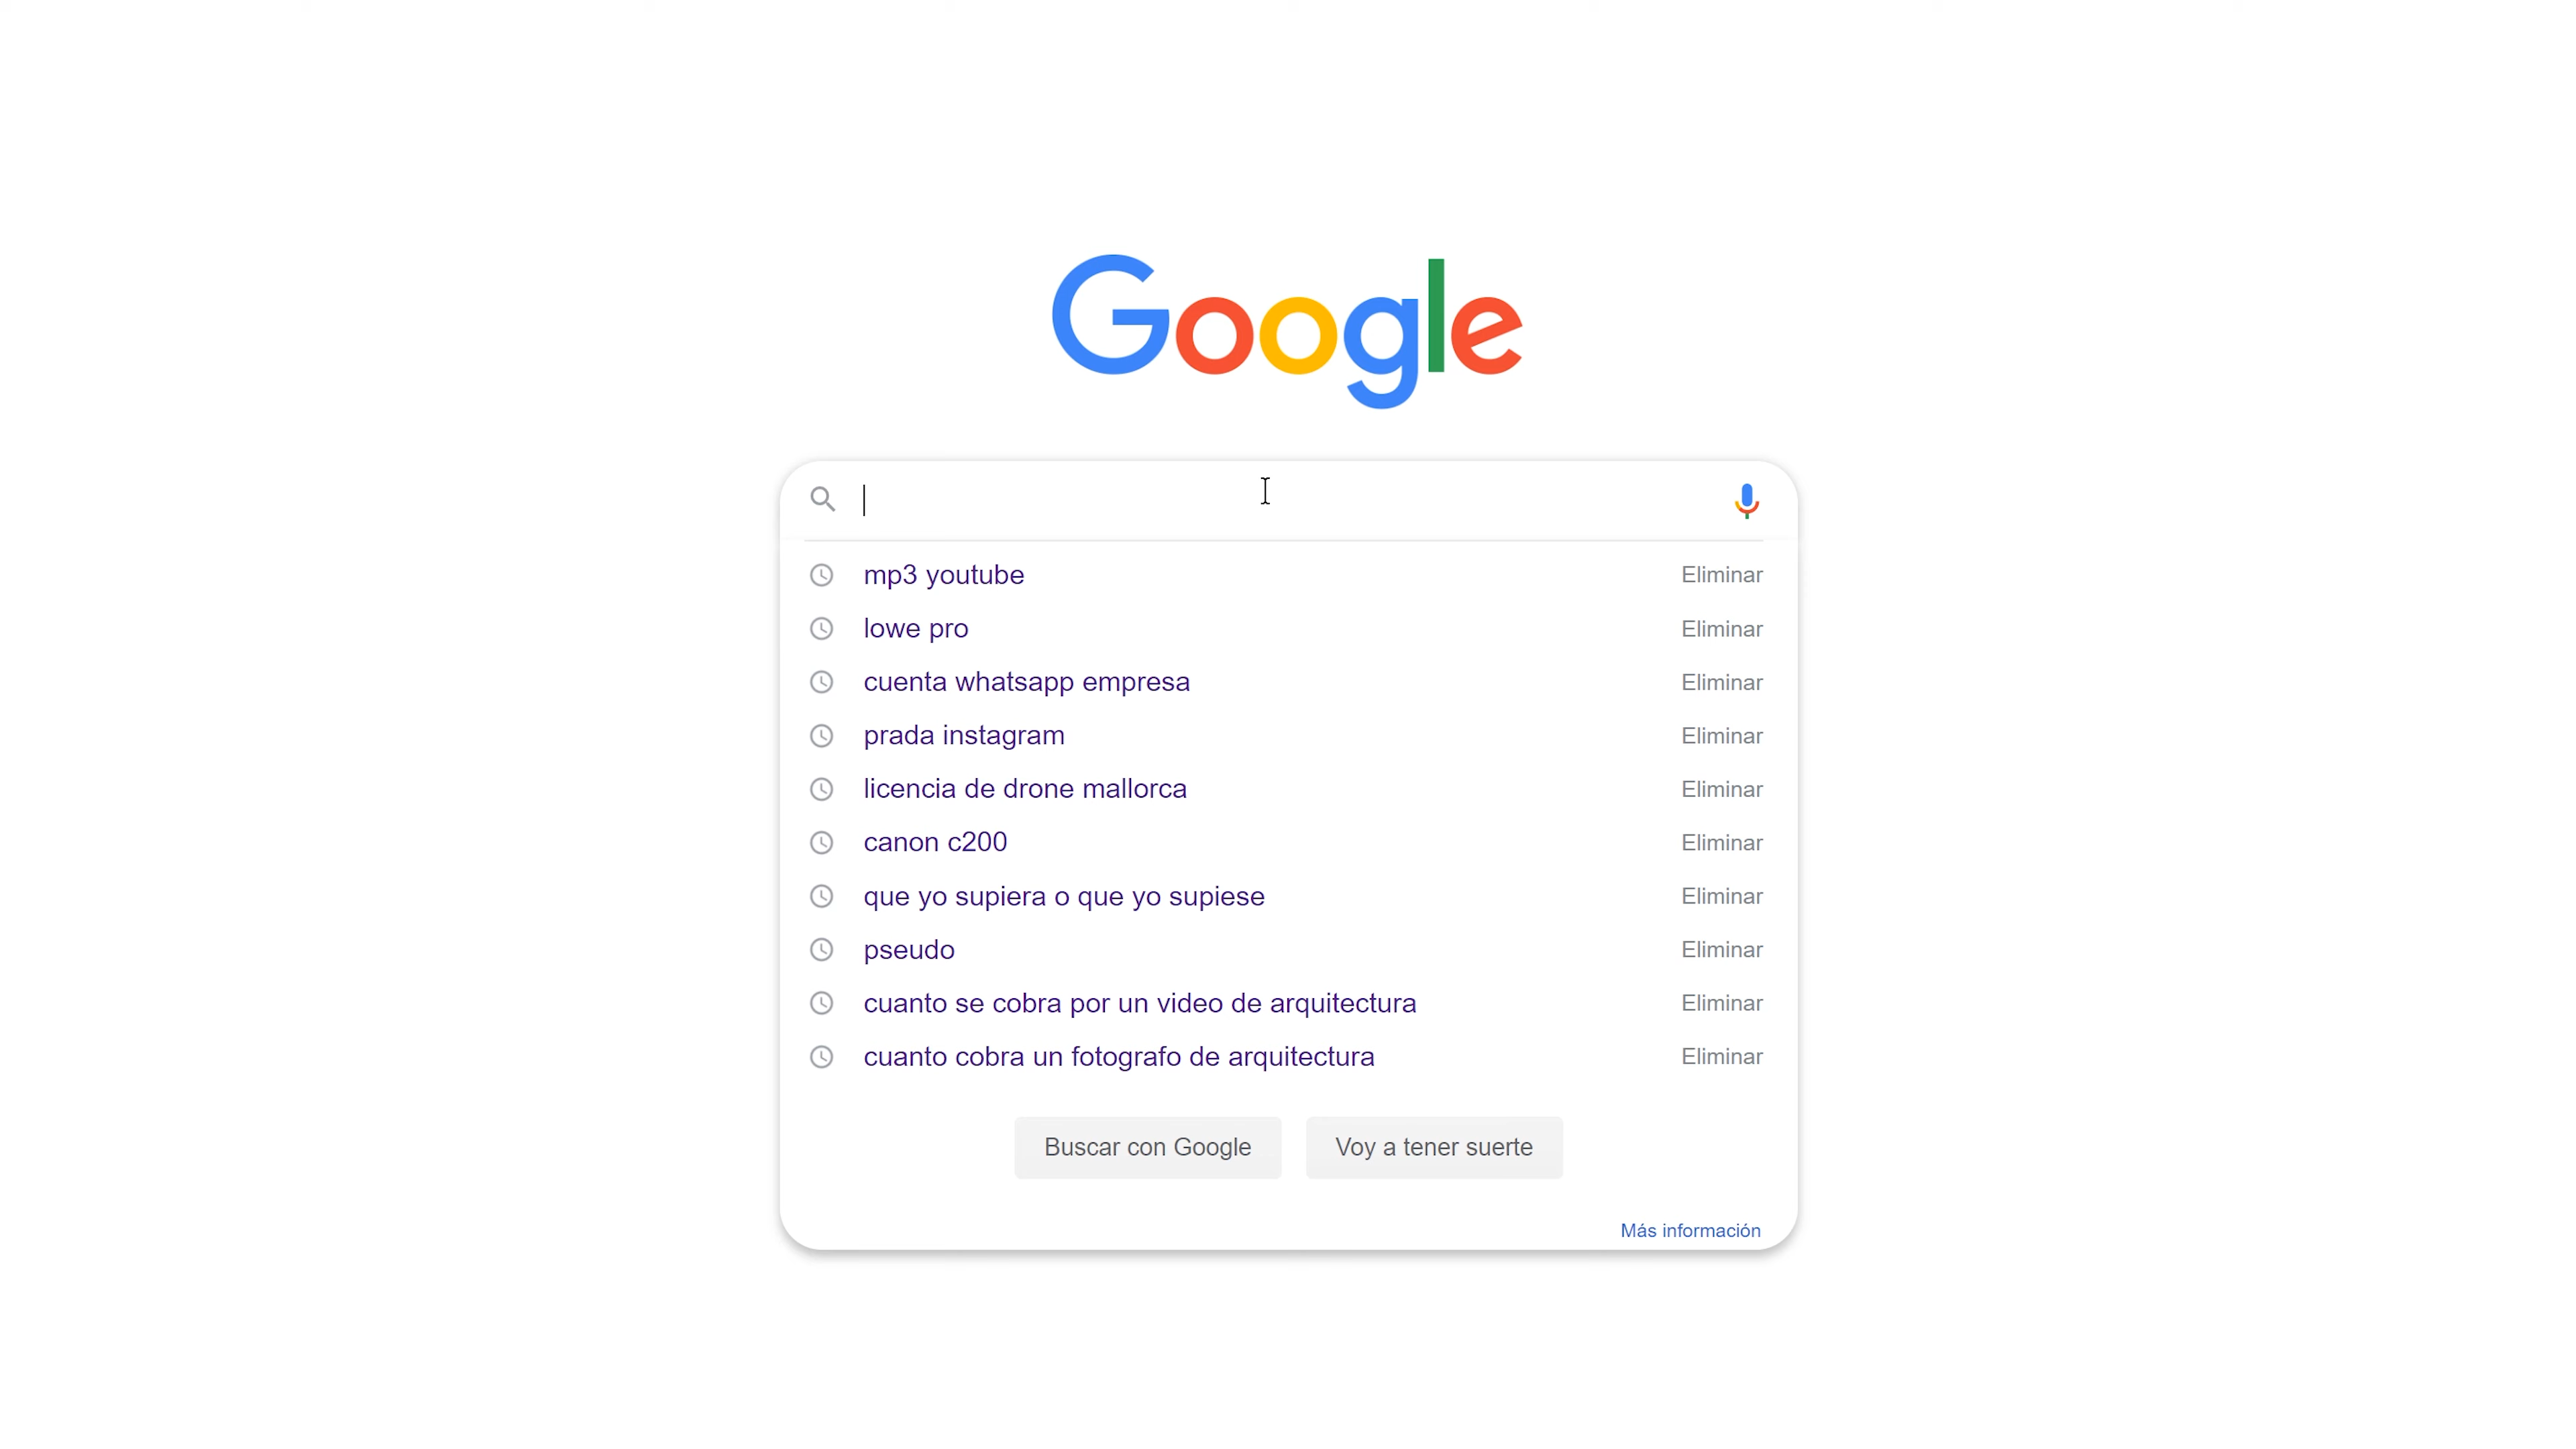 Google
mp3 youtube Eliminar
lowe pro Eliminar
cuenta whatsapp empresa Eliminar
prada instagram Eliminar
licencia de drone mallorca Eliminar
canon c200 Eliminar
que yo supiera o que yo supiese Eliminar
pseudo Eliminar
cuanto se cobra por un video de arquitectura Eliminar
cuanto cobra un fotografo de arquitectura Eliminar
Buscar con Google Voy a tener suerte
Más información